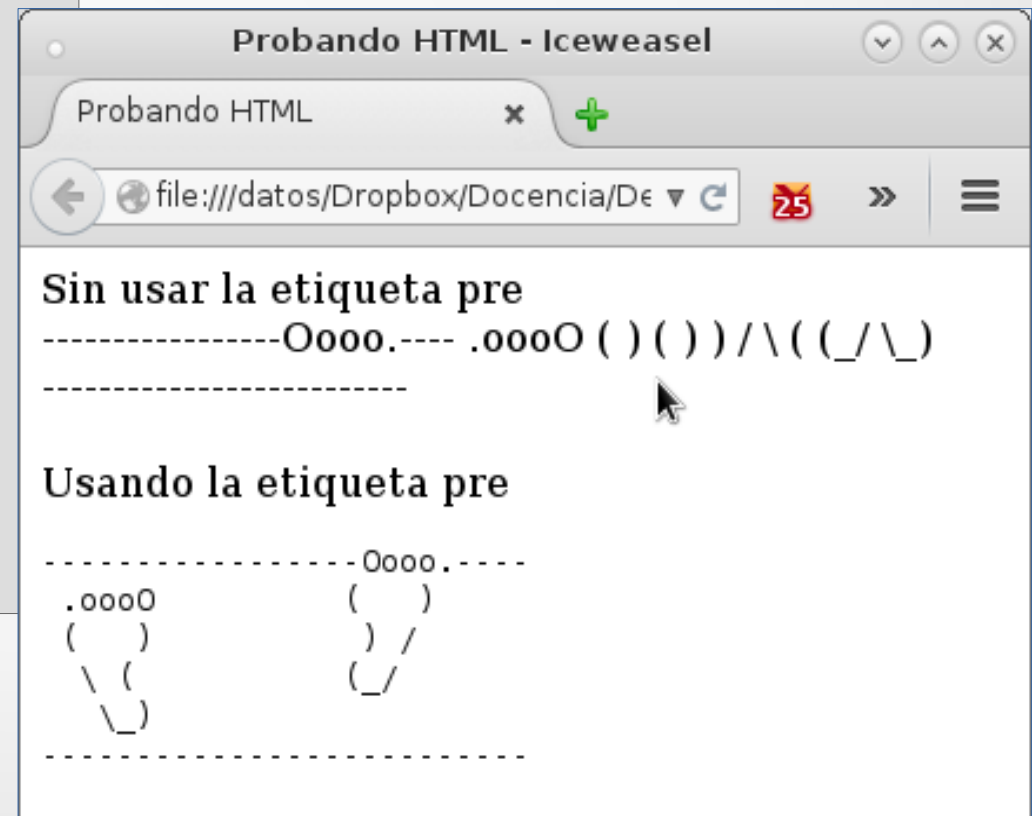 Probando HTML - Iceweasel
Probando HTML
file:///datos/Dropbox/Docencia/De
25
Sin usar la etiqueta pre
-----------------Oooo.---- .oooO ( ) ( ) ) / \ ( (_/ \_)
--------------------------
Usando la etiqueta pre
-----------------Oooo.----
 .oooO          (   )
 (   )           ) /
  \ (           (_/
   \_)
--------------------------